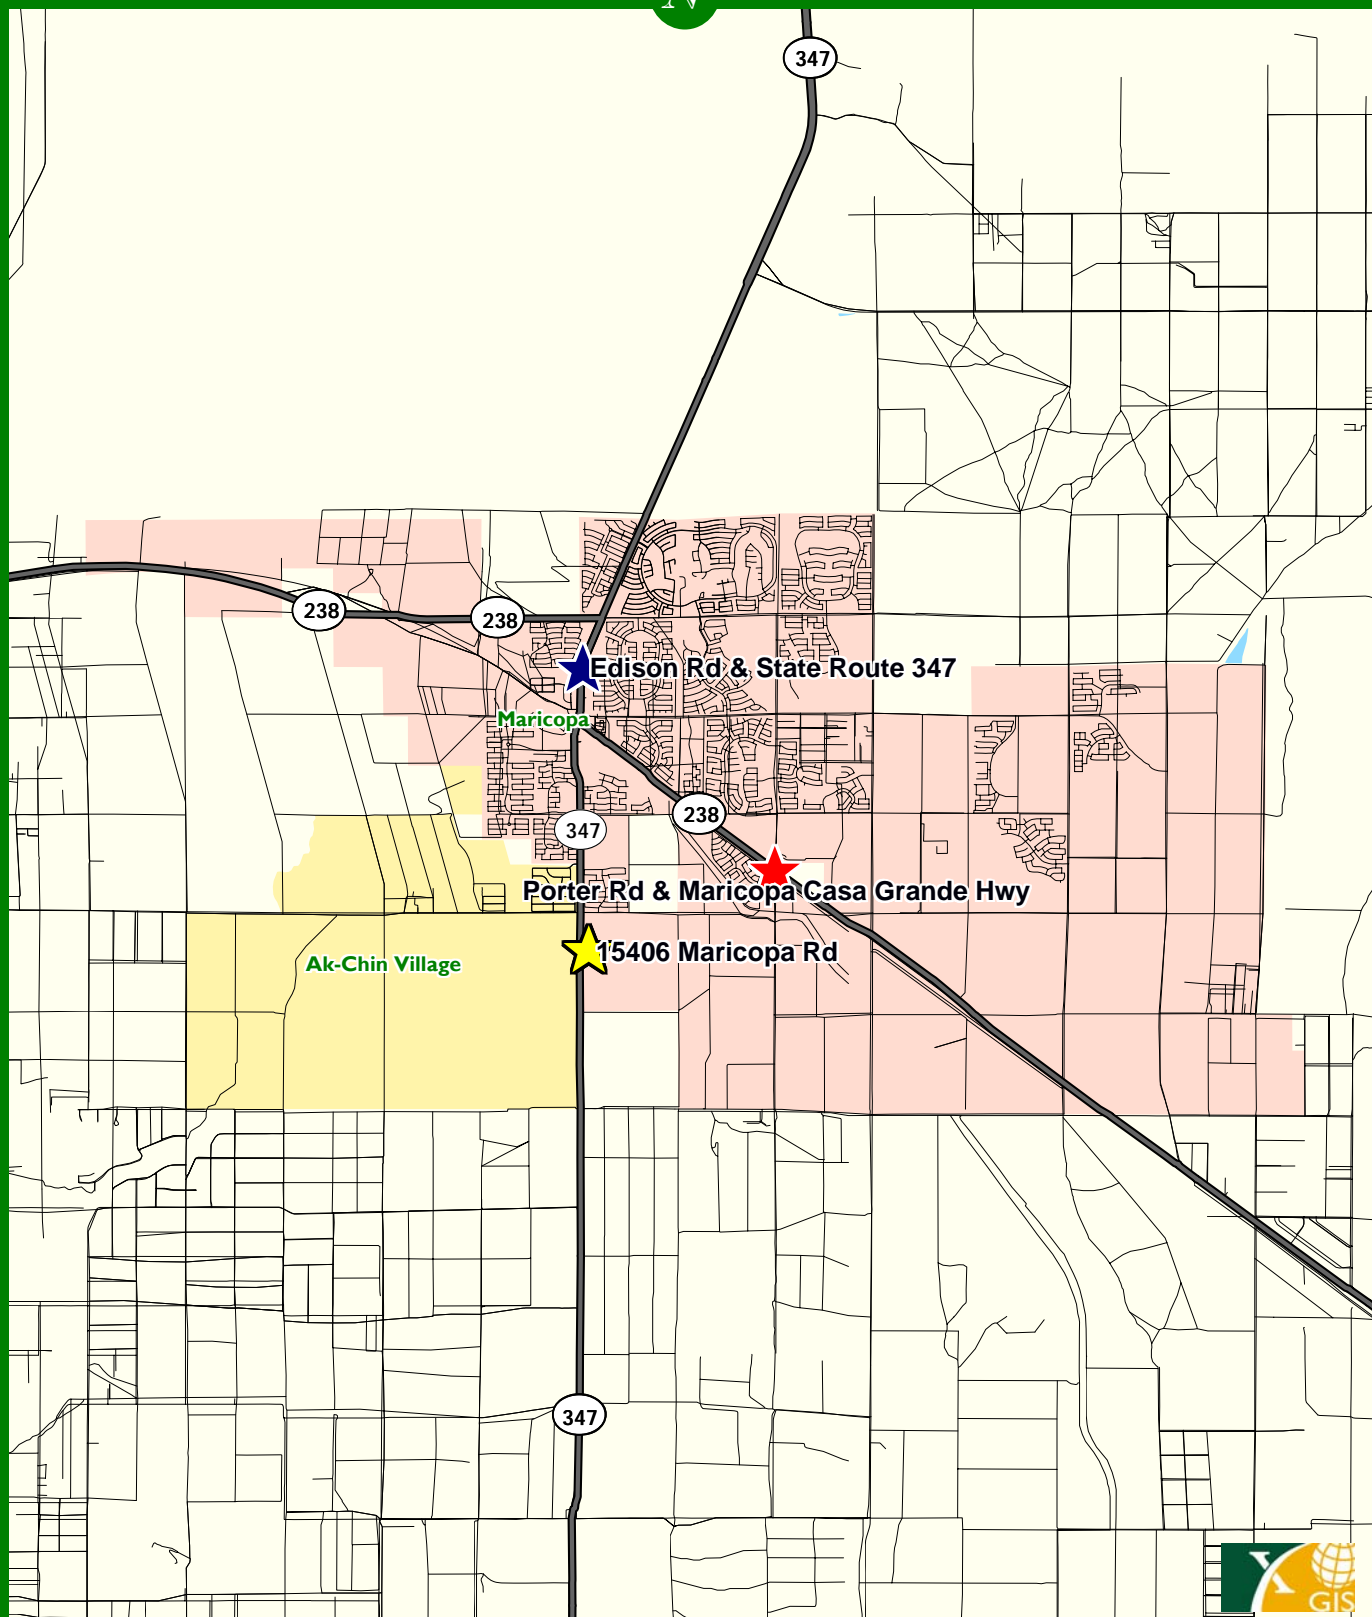 N
347
238
238
Edison Rd & State Route 347
Maricopa
238
347
Porter Rd & Maricopa Casa Grande Hwy
15406 Maricopa Rd
Ak-Chin Village
347
X
GIS